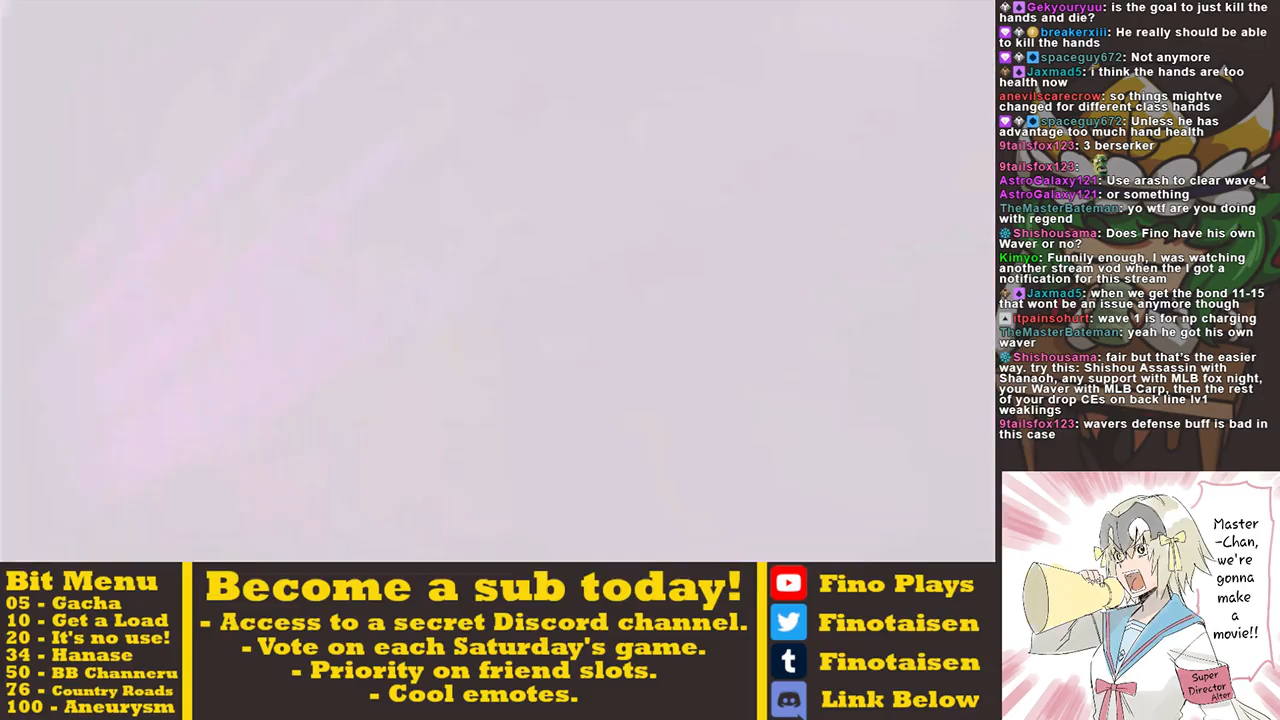 Gekyouryuu: is the goal to just kill the
hands and die?
breakerxiii: He really should be able
to kill the hands
spaceguy672: Not anymore
Jaxmad5: i think the hands are too
health now
anevilscarecrow: so things mightve
changed for different class hands
spaceguy672: Unless he has
advantage too much hand health
9tailsfox123: 3 berserker
9tailsfox123:
AstroGalaxy121: Use arash to clear wave 1
AstroGalaxy121: or something
TheMasterBateman: yo wtf are you doing
with regend
Shishousama: Does Fino have his own
Waver or no?
Kimyo: Funnily enough, I was watching
another stream vod when the I got a
notification for this stream
Jaxmad5: when we get the bond 11-15
that wont be an issue anymore though
itpainsohurt: wave 1 is for np charging
TheMasterBateman: yeah he got his own
waver
Shishousama: fair but that's the easier
way. try this: Shishou Assassin with
Shanaoh, any support with MLB fox night,
your Waver with MLB Carp, then the rest
of your drop CEs on back line lv1
weaklings
9tailsfox123: wavers defense buff is bad in
this case
Master
-Chan,
we're
gonna
make
a
movie!!
Super
Director
Alter
Bit Menu
05 - Gacha
10 - Get a Load
20 - It's no use!
34 - Hanase
50 - BB Channeru
76 - Country Roads
100 - Aneurysm
Become a sub today!
- Access to a secret Discord channel.
- Vote on each Saturday's game.
- Priority on friend slots.
- Cool emotes.
Fino Plays
Finotaisen
Finotaisen
Link Below